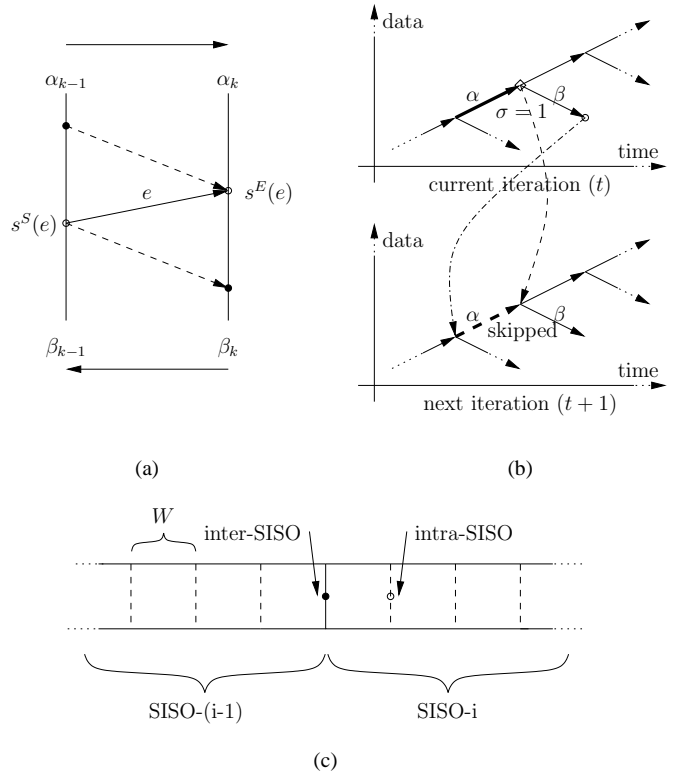 α_{k-1}
α_k
e
s^S(e)
s^E(e)
β_{k-1}
β_k
(a)
data
α
β
σ = 1
time
current iteration (t)
data
α
β
skipped
time
next iteration (t + 1)
(b)
W
inter-SISO
intra-SISO
SISO-(i-1)
SISO-i
(c)